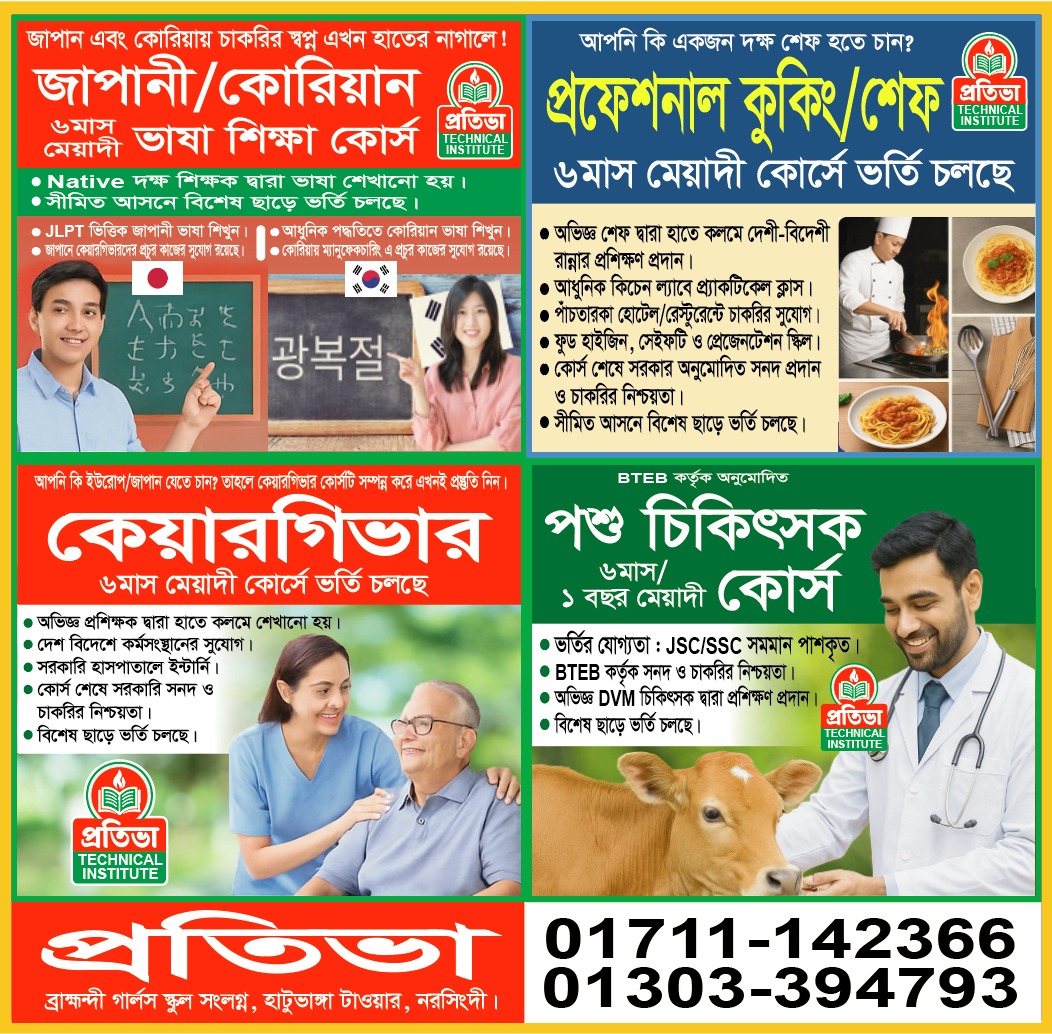 জাপান এবং কোরিয়ায় চাকরির স্বপ্ন এখন হাতের নাগালে !
জাপানী/কোরিয়ান
৬মাস
মেয়াদী
ভাষা শিক্ষা কোর্স
প্রতিভা
TECHNICAL
INSTITUTE
• Native দক্ষ শিক্ষক দ্বারা ভাষা শেখানো হয়।
• সীমিত আসনে বিশেষ ছাড়ে ভর্তি চলছে।
• JLPT ভিত্তিক জাপানী ভাষা শিখুন।
• জাপানে কেয়ারগিভারদের প্রচুর কাজের সুযোগ রয়েছে।
• আধুনিক পদ্ধতিতে কোরিয়ান ভাষা শিখুন।
• কোরিয়ায় ম্যানুফেকচারিং এ প্রচুর কাজের সুযোগ রয়েছে।
광복절
আপনি কি একজন দক্ষ শেফ হতে চান?
প্রফেশনাল কুকিং/শেফ
প্রতিভা
TECHNICAL
INSTITUTE
৬মাস মেয়াদী কোর্সে ভর্তি চলছে
• অভিজ্ঞ শেফ দ্বারা হাতে কলমে দেশী-বিদেশী
রান্নার প্রশিক্ষণ প্রদান।
• আধুনিক কিচেন ল্যাবে প্র্যাকটিকেল ক্লাস।
• পাঁচতারকা হোটেল/রেস্টুরেন্টে চাকরির সুযোগ।
• ফুড হাইজিন, সেইফটি ও প্রেজেনটেশন স্কিল।
• কোর্স শেষে সরকার অনুমোদিত সনদ প্রদান
ও চাকরির নিশ্চয়তা।
• সীমিত আসনে বিশেষ ছাড়ে ভর্তি চলছে।
আপনি কি ইউরোপ/জাপান যেতে চান? তাহলে কেয়ারগিভার কোর্সটি সম্পন্ন করে এখনই প্রস্তুতি নিন।
কেয়ারগিভার
৬মাস মেয়াদী কোর্সে ভর্তি চলছে
• অভিজ্ঞ প্রশিক্ষক দ্বারা হাতে কলমে শেখানো হয়।
• দেশ বিদেশে কর্মসংস্থানের সুযোগ।
• সরকারি হাসপাতালে ইন্টার্নি।
• কোর্স শেষে সরকারি সনদ ও
চাকরির নিশ্চয়তা।
• বিশেষ ছাড়ে ভর্তি চলছে।
প্রতিভা
TECHNICAL
INSTITUTE
BTEB কর্তৃক অনুমোদিত
পশু চিকিৎসক
৬মাস/
১ বছর মেয়াদী
কোর্স
• ভর্তির যোগ্যতা : JSC/SSC সমমান পাশকৃত।
• BTEB কর্তৃক সনদ ও চাকরির নিশ্চয়তা।
• অভিজ্ঞ DVM চিকিৎসক দ্বারা প্রশিক্ষণ প্রদান।
• বিশেষ ছাড়ে ভর্তি চলছে।
প্রতিভা
TECHNICAL
INSTITUTE
প্রতিভা
ব্রাহ্মন্দী গার্লস স্কুল সংলগ্ন, হাটুভাঙ্গা টাওয়ার, নরসিংদী।
01711-142366
01303-394793